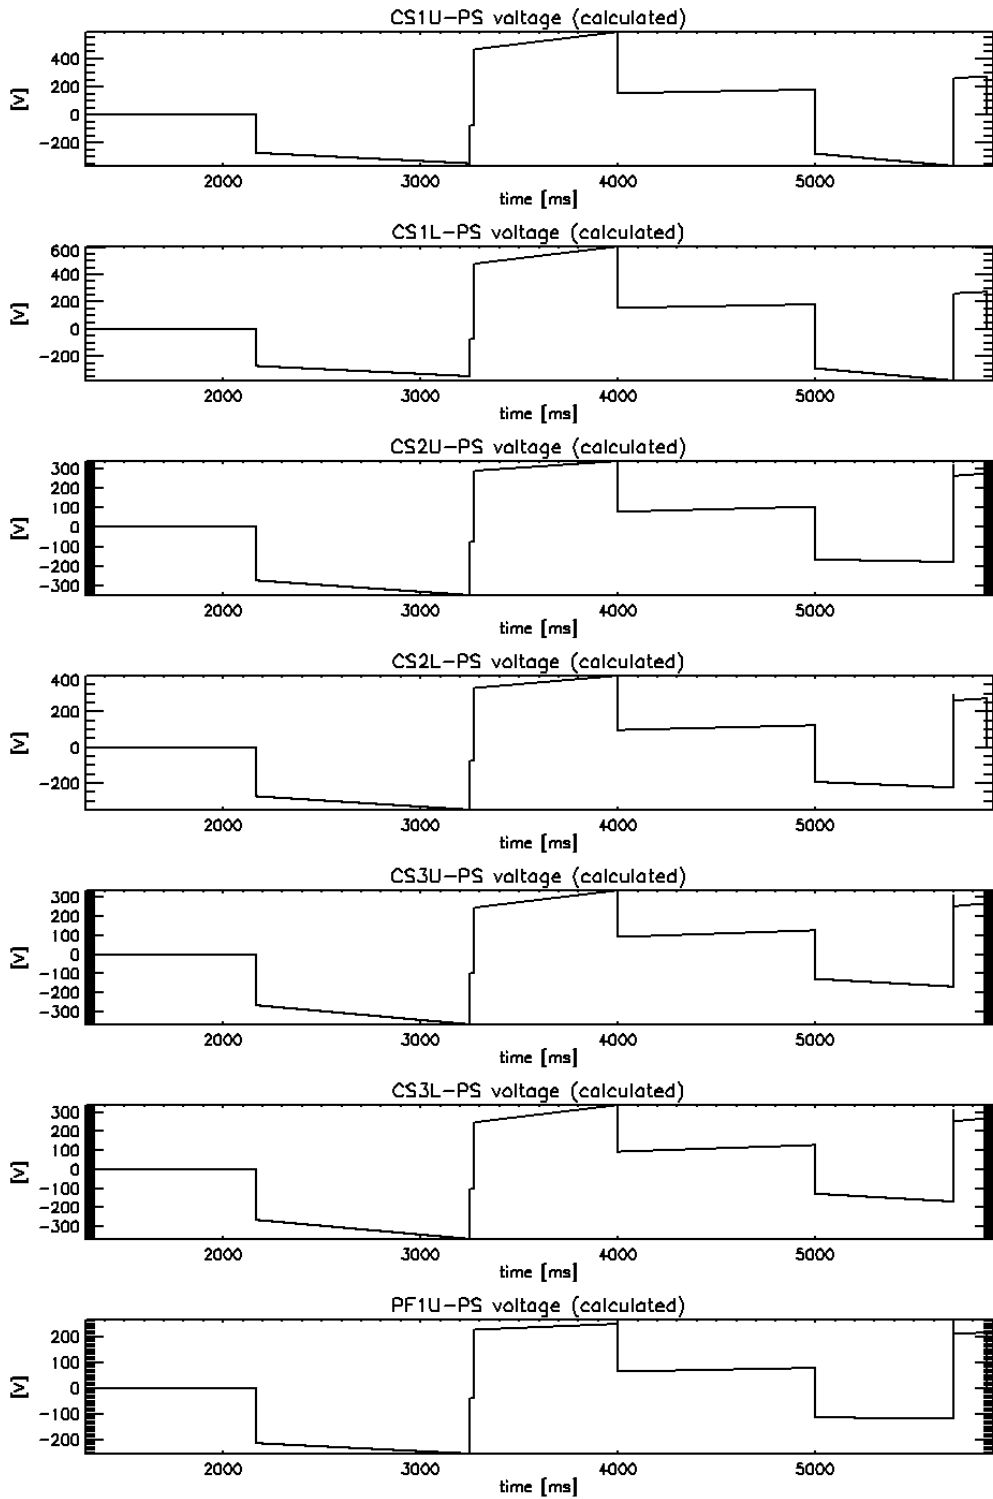 CS1U-PS voltage (calculated)
400
200
0
-200
[V]
2000 3000 4000 5000
time [ms]
CS1L-PS voltage (calculated)
600
400
200
0
-200
[V]
2000 3000 4000 5000
time [ms]
CS2U-PS voltage (calculated)
300
200
100
0
-100
-200
-300
[V]
2000 3000 4000 5000
time [ms]
CS2L-PS voltage (calculated)
400
200
0
-200
[V]
2000 3000 4000 5000
time [ms]
CS3U-PS voltage (calculated)
300
200
100
0
-100
-200
-300
[V]
2000 3000 4000 5000
time [ms]
CS3L-PS voltage (calculated)
300
200
100
0
-100
-200
-300
[V]
2000 3000 4000 5000
time [ms]
PF1U-PS voltage (calculated)
200
100
0
-100
-200
[V]
2000 3000 4000 5000
time [ms]